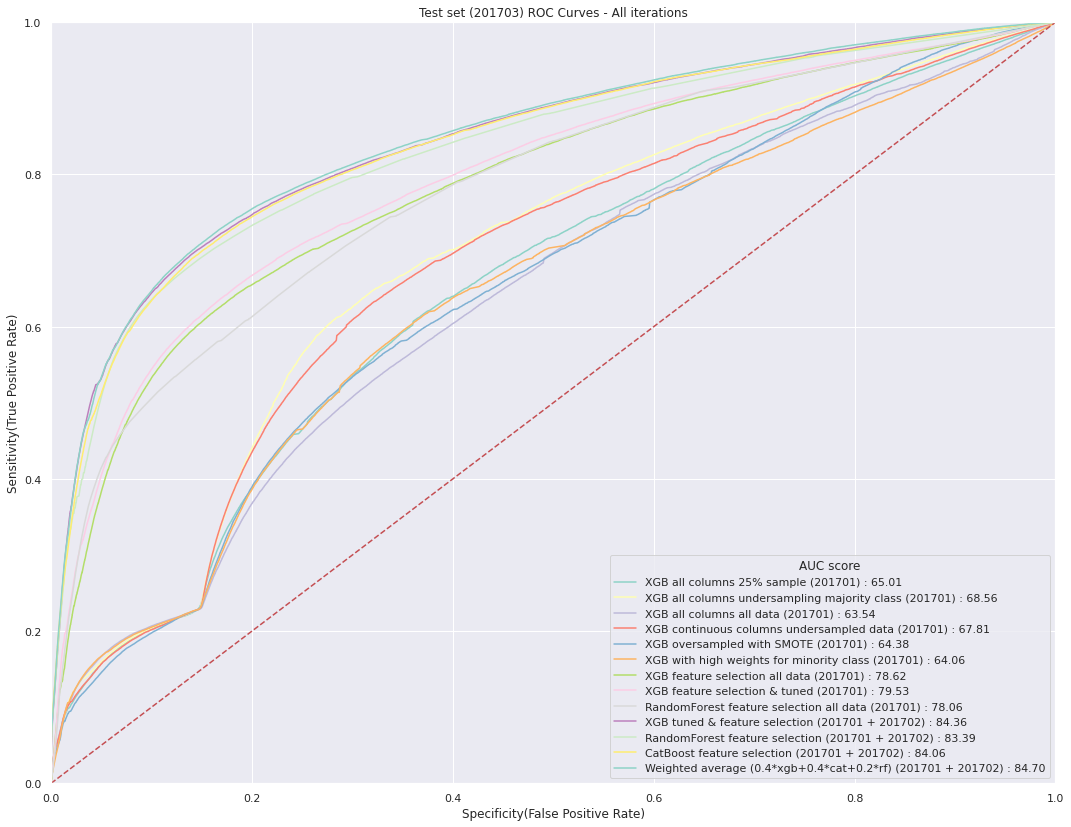 Test set (201703) ROC Curves - All iterations
1.0
0.8
0.6
0.4
0.2
0.0
Sensitivity(True Positive Rate)
0.0 0.2 0.4 0.6 0.8 1.0
Specificity(False Positive Rate)
AUC score
XGB all columns 25% sample (201701) : 65.01
XGB all columns undersampling majority class (201701) : 68.56
XGB all columns all data (201701) : 63.54
XGB continuous columns undersampled data (201701) : 67.81
XGB oversampled with SMOTE (201701) : 64.38
XGB with high weights for minority class (201701) : 64.06
XGB feature selection all data (201701) : 78.62
XGB feature selection & tuned (201701) : 79.53
RandomForest feature selection all data (201701) : 78.06
XGB tuned & feature selection (201701 + 201702) : 84.36
RandomForest feature selection (201701 + 201702) : 83.39
CatBoost feature selection (201701 + 201702) : 84.06
Weighted average (0.4*xgb+0.4*cat+0.2*rf) (201701 + 201702) : 84.70